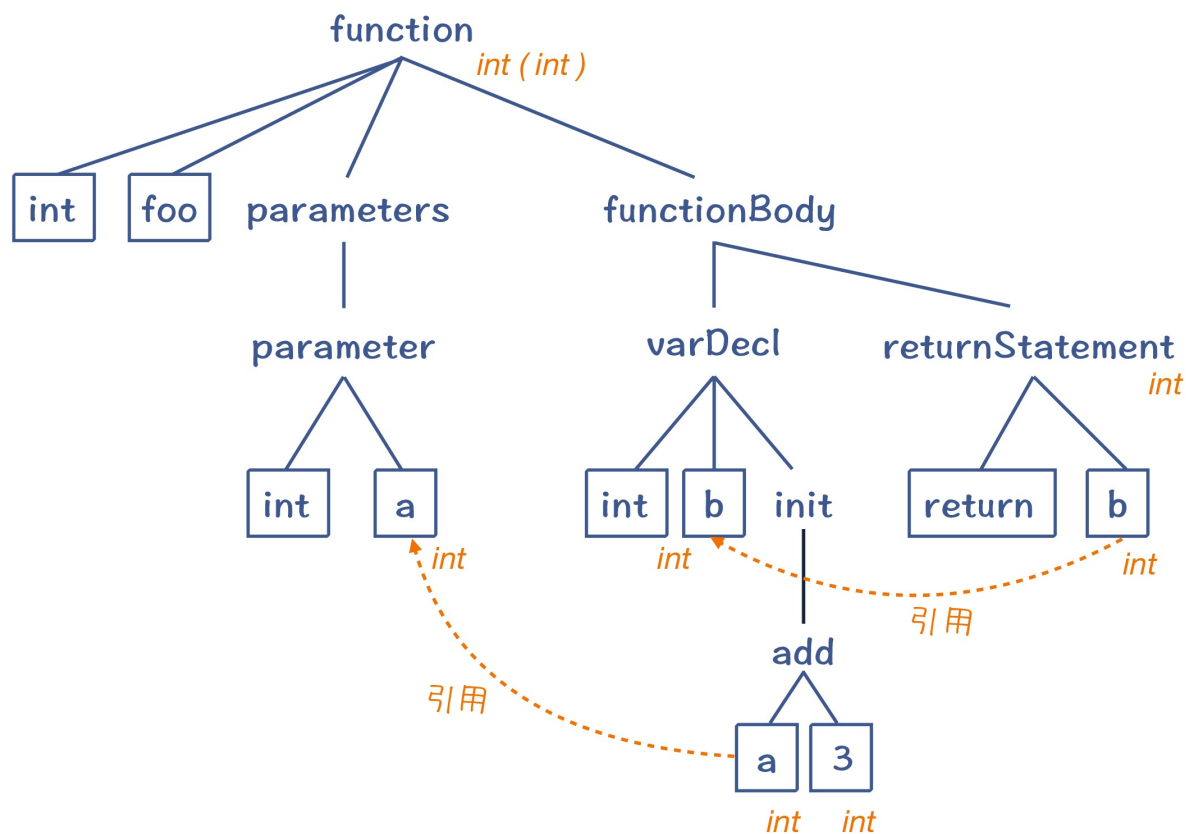 function
int ( int )
int foo parameters functionBody
parameter varDecl returnStatement
int
int a int b init return b
int int int
引用
add
引用
a 3
int int